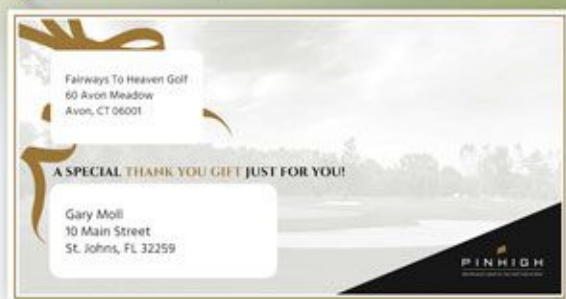 Fairways To Heaven Golf
60 Avon Meadow
Avon, CT 06001
A SPECIAL THANK YOU GIFT JUST FOR YOU!
Gary Moll
10 Main Street
St. Johns, FL 32259
PINHIGH